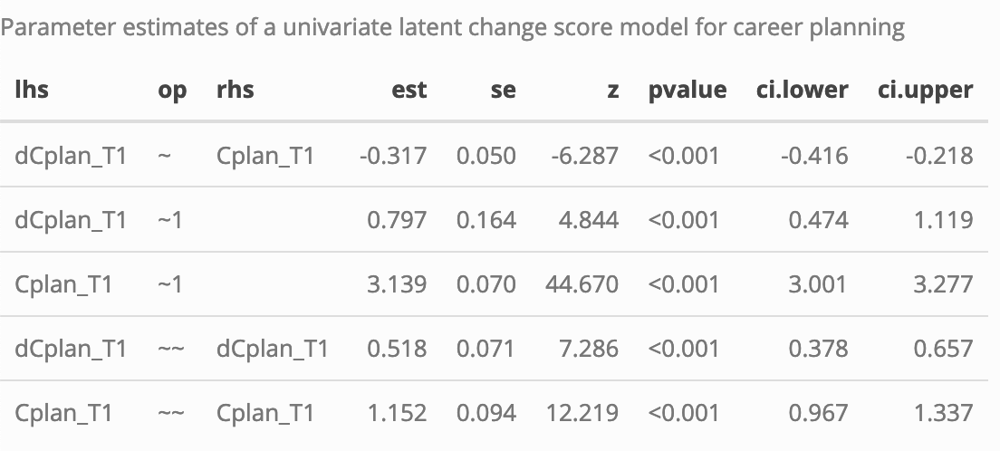 Parameter estimates of a univariate latent change score model for career planning
lhs op rhs est se z pvalue ci.lower ci.upper
dCplan_T1 ~ Cplan_T1 -0.317 0.050 -6.287 <0.001 -0.416 -0.218
dCplan_T1 ~1 0.797 0.164 4.844 <0.001 0.474 1.119
Cplan_T1 ~1 3.139 0.070 44.670 <0.001 3.001 3.277
dCplan_T1 ~~ dCplan_T1 0.518 0.071 7.286 <0.001 0.378 0.657
Cplan_T1 ~~ Cplan_T1 1.152 0.094 12.219 <0.001 0.967 1.337